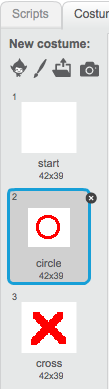 Scripts Costu
New costume:
1
start
42x39
2
circle
42x39
3
cross
42x39